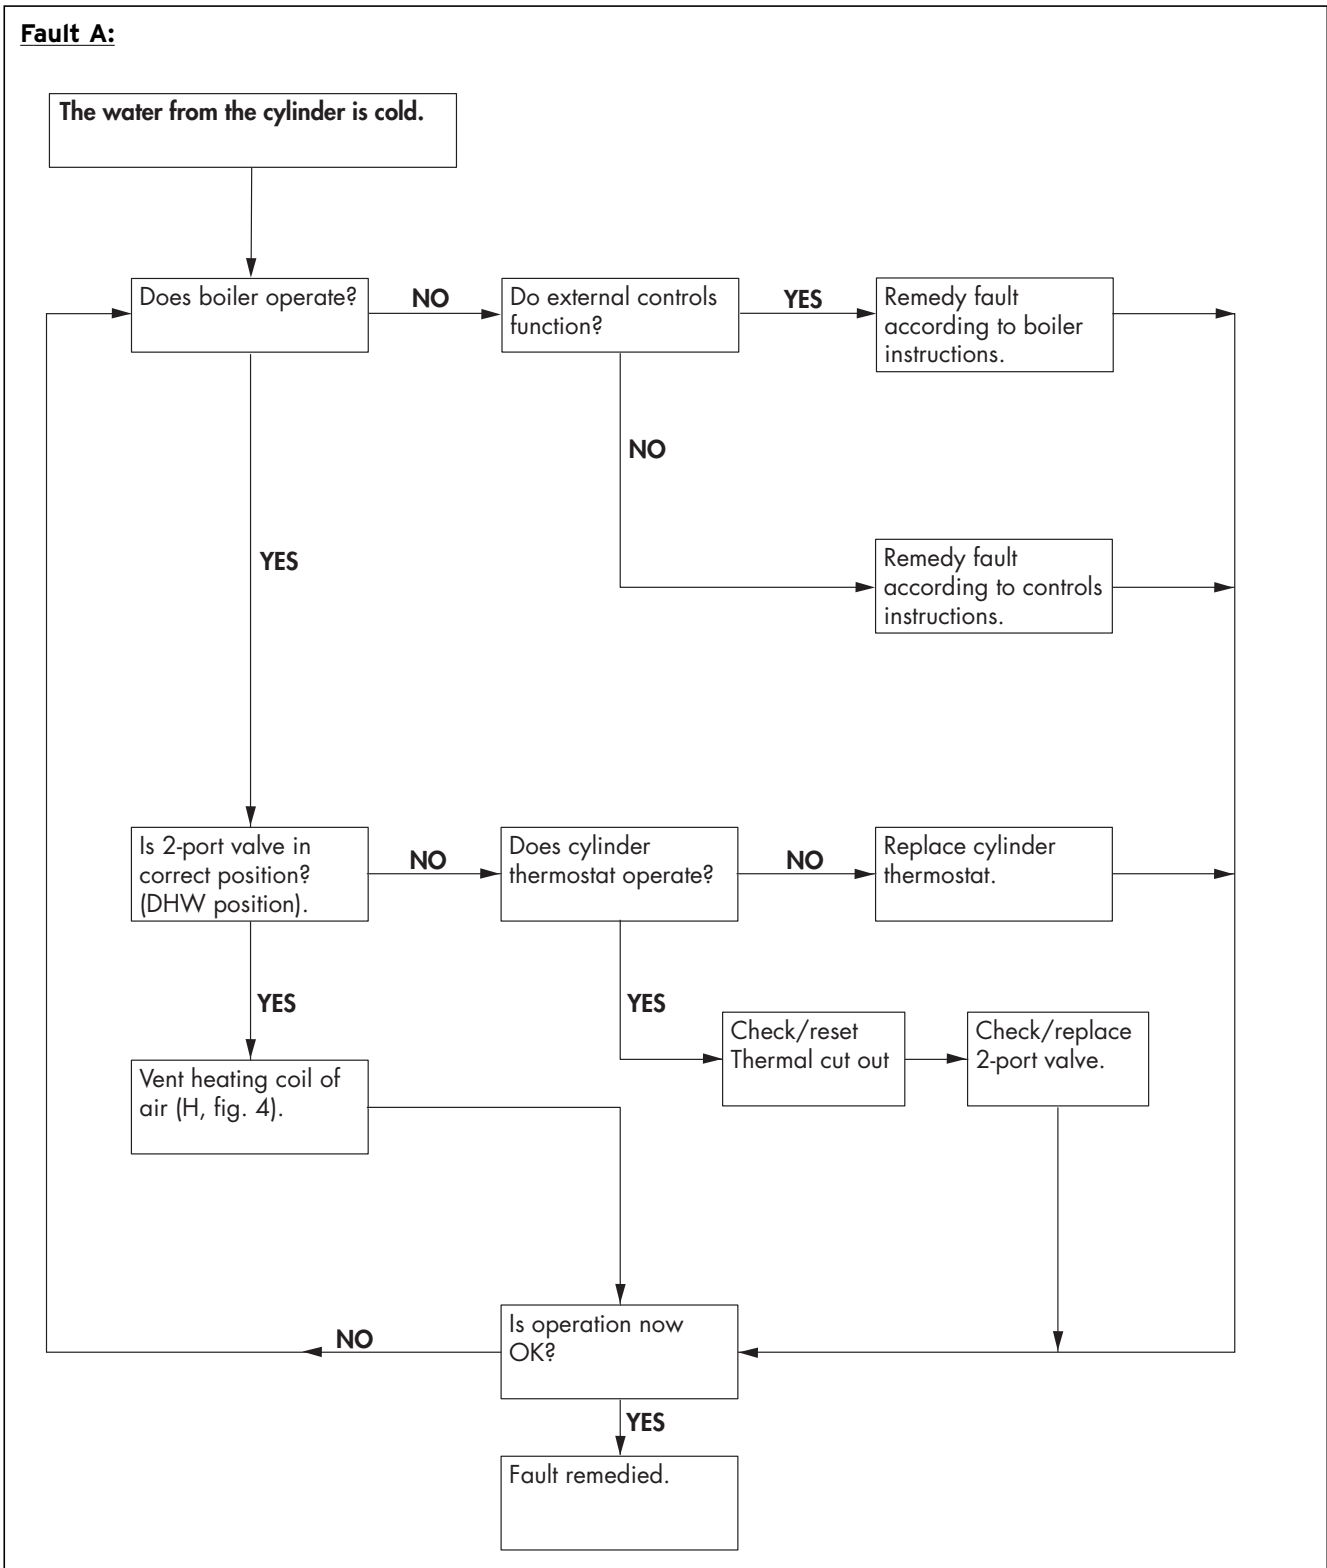 Fault A:
The water from the cylinder is cold.
Does boiler operate?
NO
Do external controls
function?
YES
Remedy fault
according to boiler
instructions.
NO
YES
Remedy fault
according to controls
instructions.
Is 2-port valve in
correct position?
(DHW position).
NO
Does cylinder
thermostat operate?
NO
Replace cylinder
thermostat.
YES
YES
Check/reset
Thermal cut out
Check/replace
2-port valve.
Vent heating coil of
air (H, fig. 4).
Is operation now
OK?
NO
YES
Fault remedied.